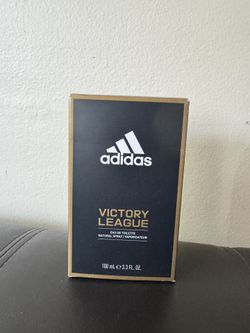 adidas
VICTORY
LEAGUE
EAU DE TOILETTE
NATURAL SPRAY / VAPORISATEUR
100 mL ℮ 3.3 FL. OZ.